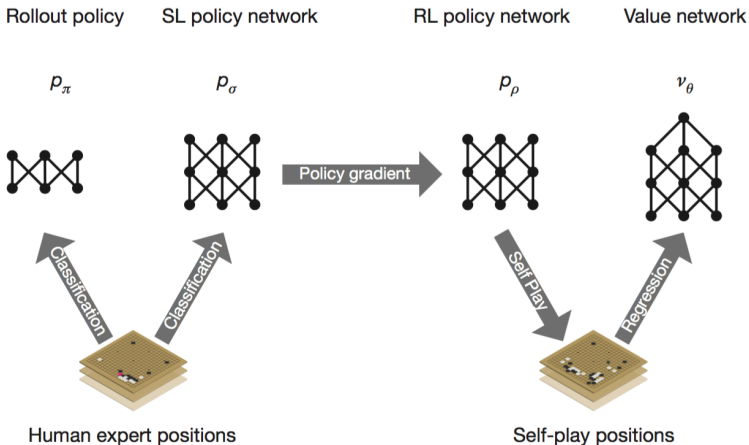 Rollout policy
SL policy network
RL policy network
Value network
pπ
pσ
pρ
νθ
Policy gradient
Classification
Classification
Self Play
Regression
Human expert positions
Self-play positions